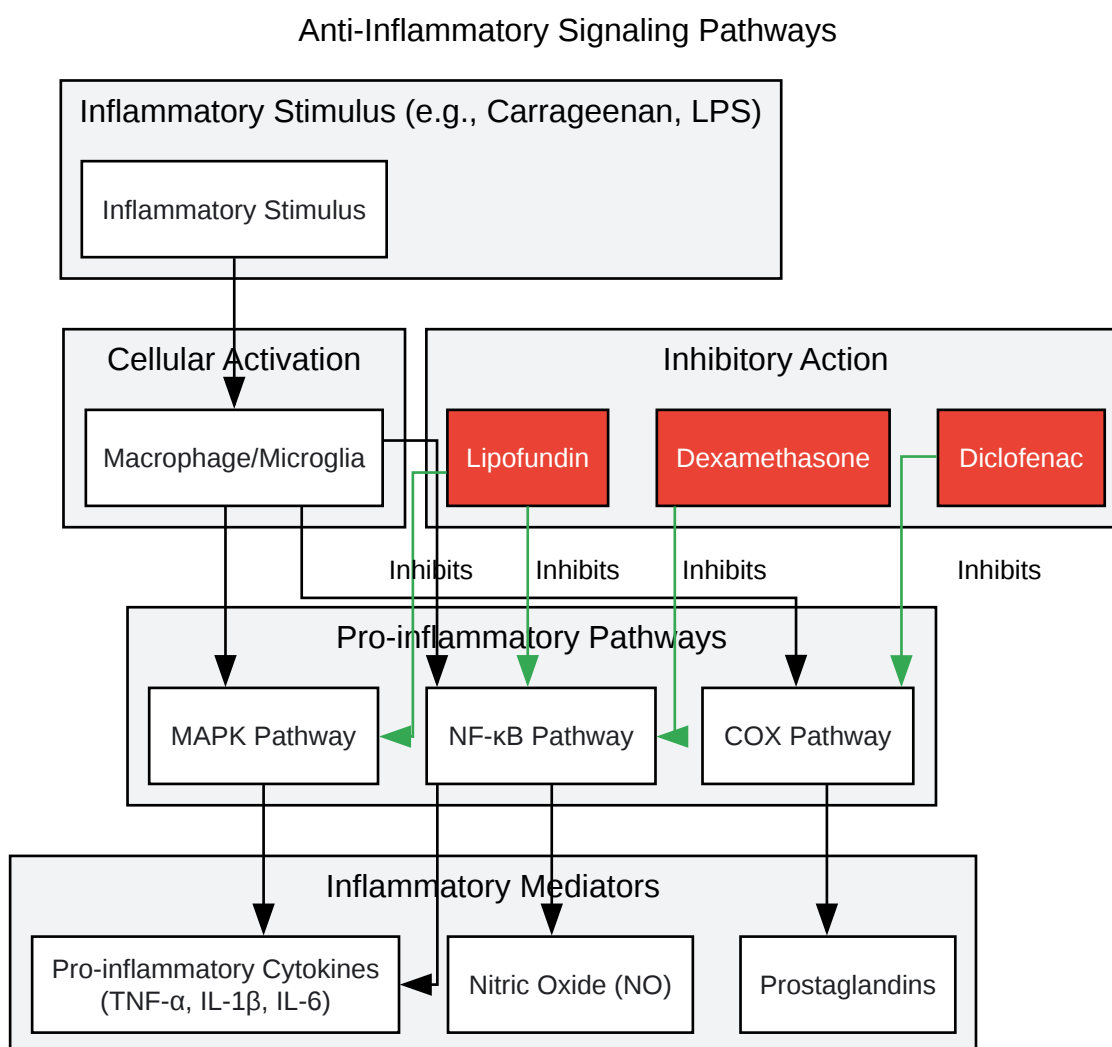 Anti-Inflammatory Signaling Pathways
Inflammatory Stimulus (e.g., Carrageenan, LPS)
Inflammatory Stimulus
Cellular Activation
Inhibitory Action
Macrophage/Microglia
Lipofundin
Dexamethasone
Diclofenac
Inhibits
Inhibits
Inhibits
Inhibits
Pro-inflammatory Pathways
MAPK Pathway
NF-κB Pathway
COX Pathway
Inflammatory Mediators
Pro-inflammatory Cytokines
(TNF-α, IL-1β, IL-6)
Nitric Oxide (NO)
Prostaglandins